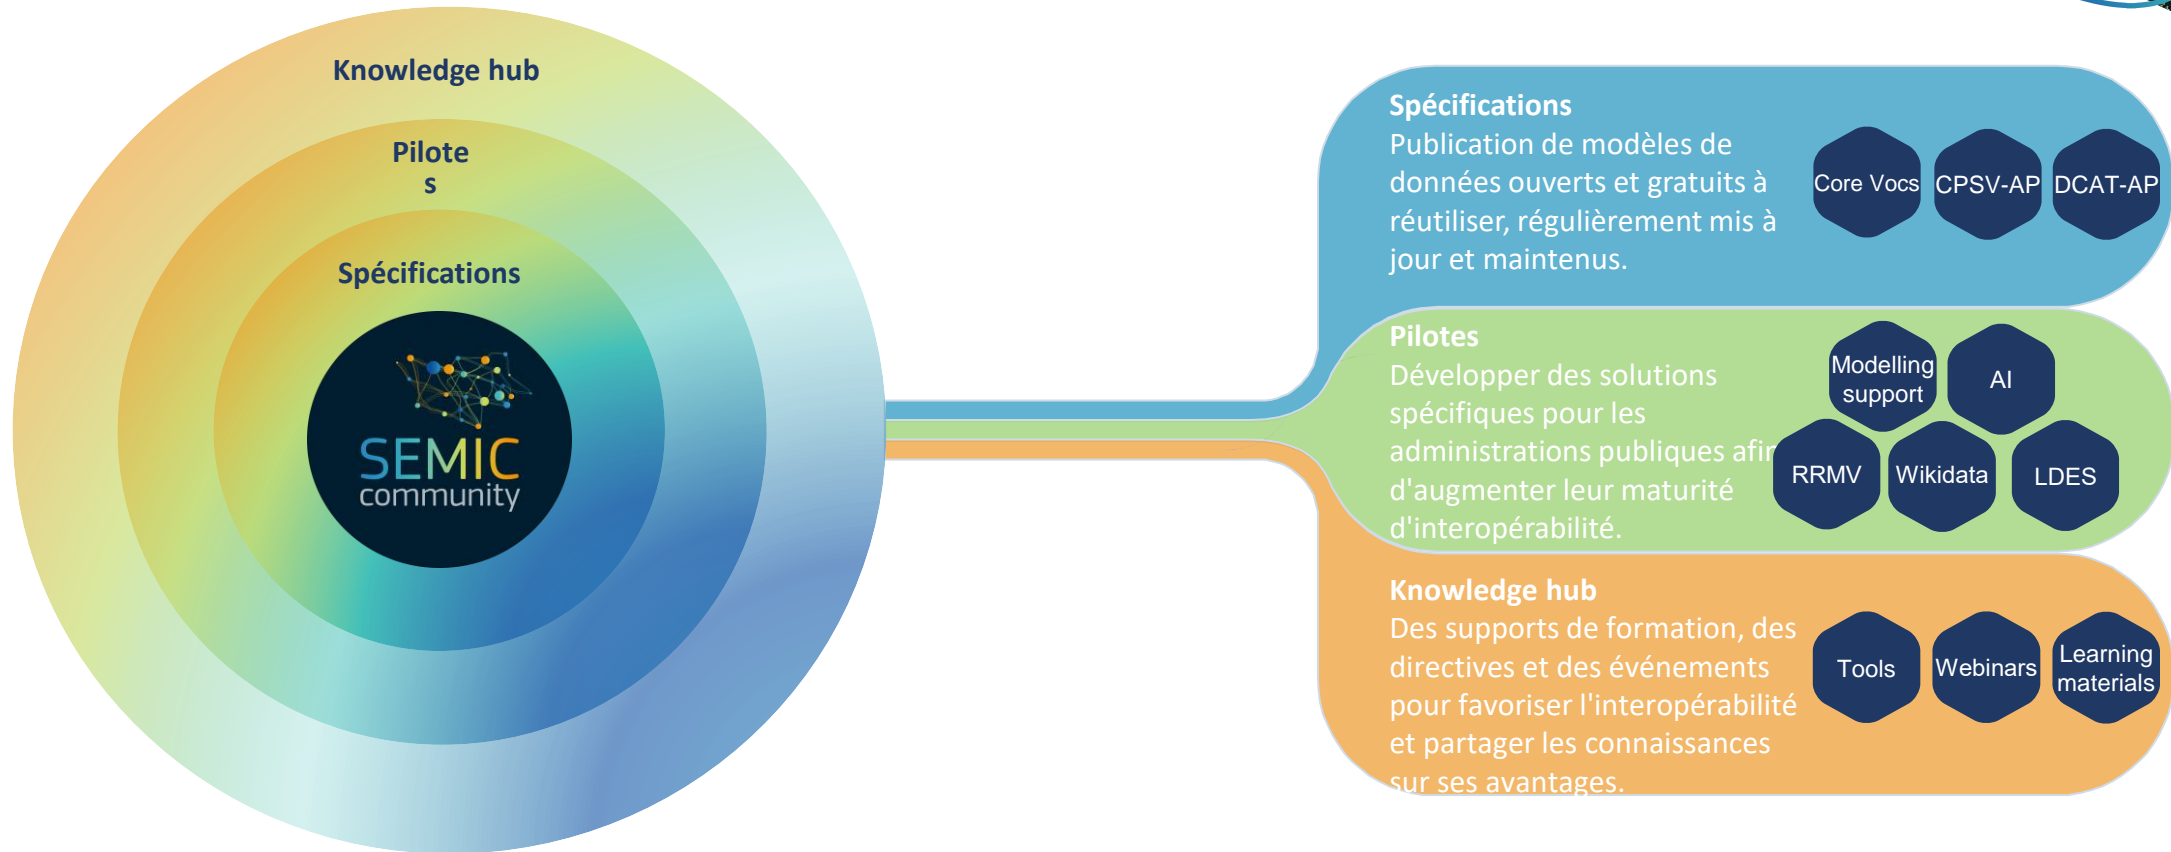 Knowledge hub
Pilote
s
Spécifications
SEMIC
community
Spécifications
Publication de modèles de
données ouverts et gratuits à
réutiliser, régulièrement mis à
jour et maintenus.
Core Vocs
CPSV-AP
DCAT-AP
Pilotes
Développer des solutions
spécifiques pour les
administrations publiques afin
d'augmenter leur maturité
d'interopérabilité.
Modelling
support
AI
RRMV
Wikidata
LDES
Knowledge hub
Des supports de formation, des
directives et des événements
pour favoriser l'interopérabilité
et partager les connaissances
sur ses avantages.
Tools
Webinars
Learning
materials